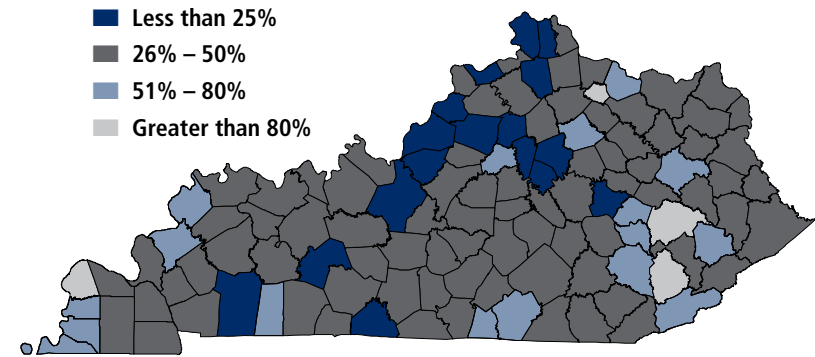 Less than 25%
26% – 50%
51% – 80%
Greater than 80%